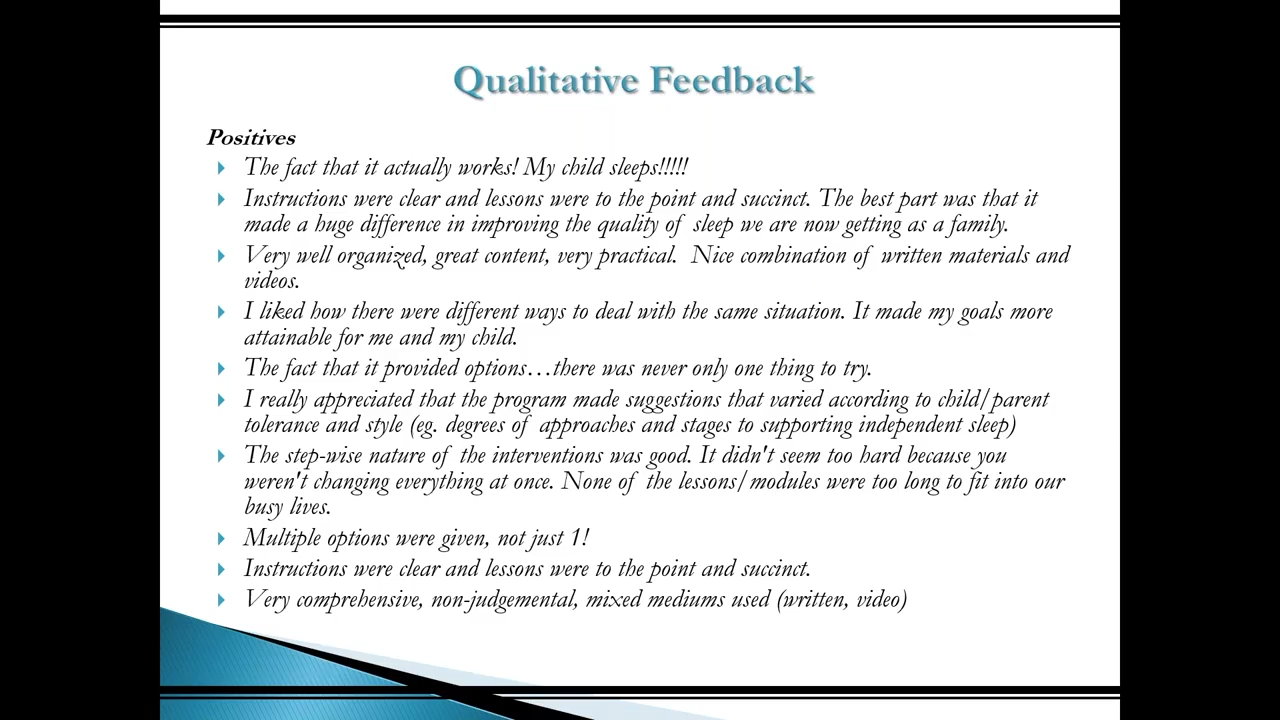 Qualitative Feedback
Positives
The fact that it actually works! My child sleeps!!!!!
Instructions were clear and lessons were to the point and succinct. The best part was that it
made a huge difference in improving the quality of sleep we are now getting as a family.
Very well organized, great content, very practical. Nice combination of written materials and
videos.
I liked how there were different ways to deal with the same situation. It made my goals more
attainable for me and my child.
The fact that it provided options…there was never only one thing to try.
I really appreciated that the program made suggestions that varied according to child/parent
tolerance and style (eg. degrees of approaches and stages to supporting independent sleep)
The step-wise nature of the interventions was good. It didn't seem too hard because you
weren't changing everything at once. None of the lessons/modules were too long to fit into our
busy lives.
Multiple options were given, not just 1!
Instructions were clear and lessons were to the point and succinct.
Very comprehensive, non-judgemental, mixed mediums used (written, video)